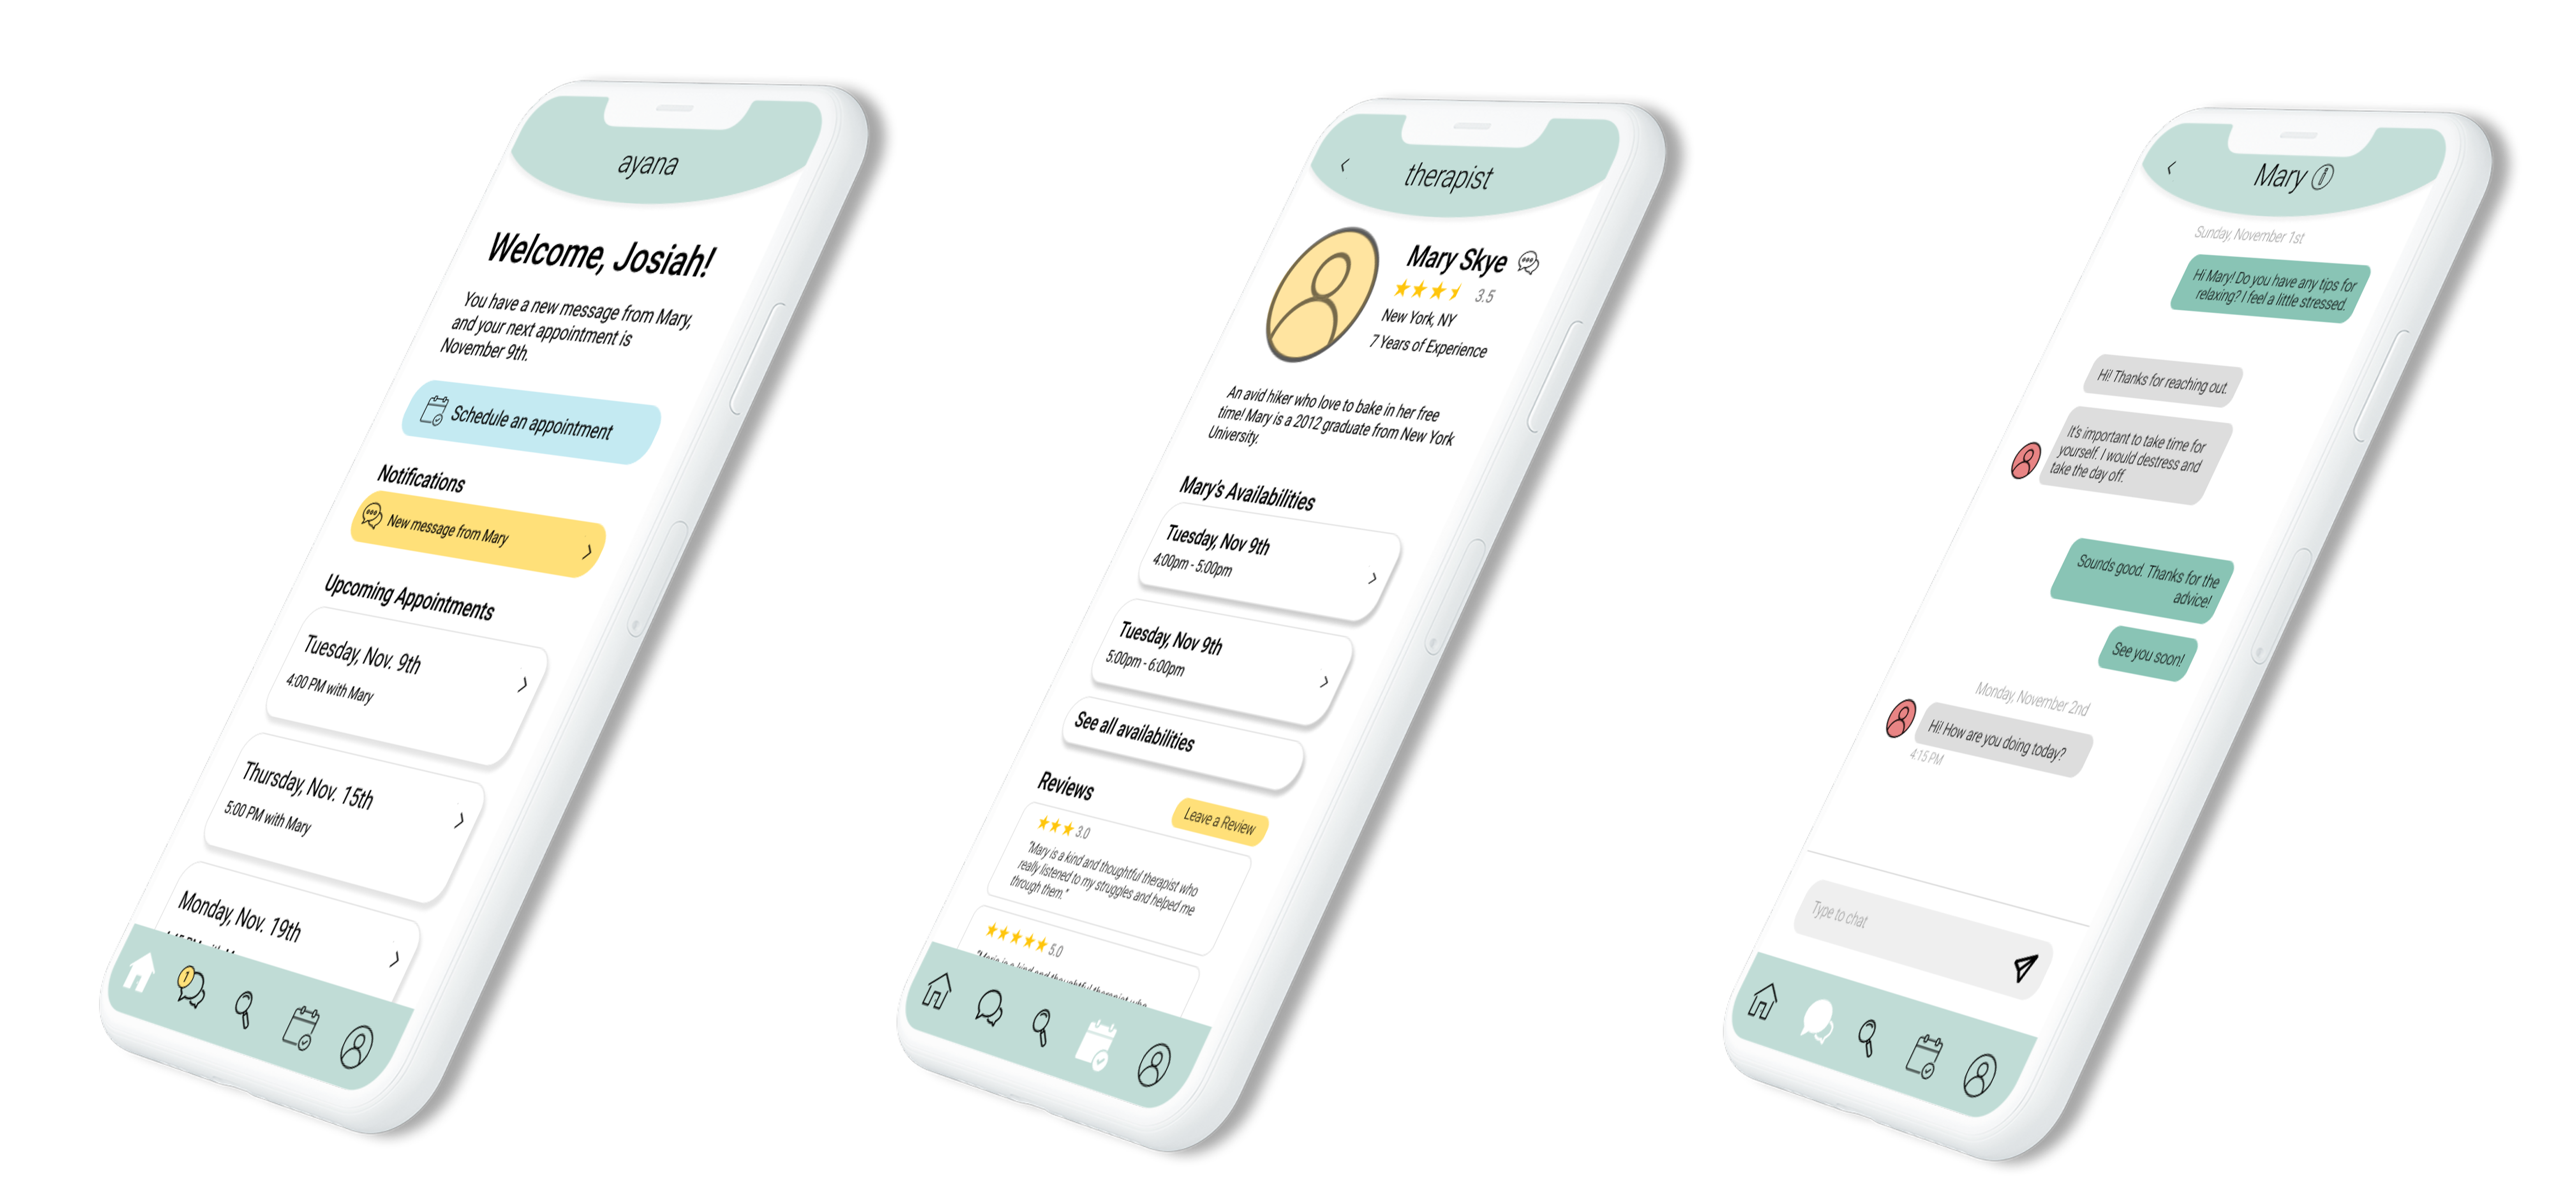 ayana
Welcome, Josiah!
You have a new message from Mary,
and your next appointment is
November 9th.
Schedule an appointment
Notifications
New message from Mary
Upcoming Appointments
Tuesday, Nov. 9th
4:00 PM with Mary
Thursday, Nov. 15th
5:00 PM with Mary
Monday, Nov. 19th
1
therapist
Mary Skye
3.5
New York, NY
7 Years of Experience
An avid hiker who love to bake in her free
time! Mary is a 2012 graduate from New York
University.
Mary's Availabilities
Tuesday, Nov 9th
4:00pm - 5:00pm
Tuesday, Nov 9th
5:00pm - 6:00pm
See all availabilities
Reviews
Leave a Review
3.0
"Mary is a kind and thoughtful therapist who
really listened to my struggles and helped me
through them."
5.0
Mary
Sunday, November 1st
Hi Mary! Do you have any tips for
relaxing? I feel a little stressed.
Hi! Thanks for reaching out.
It's important to take time for
yourself. I would destress and
take the day off.
Sounds good. Thanks for the
advice!
See you soon!
Monday, November 2nd
Hi! How are you doing today?
4:15 PM
Type to chat